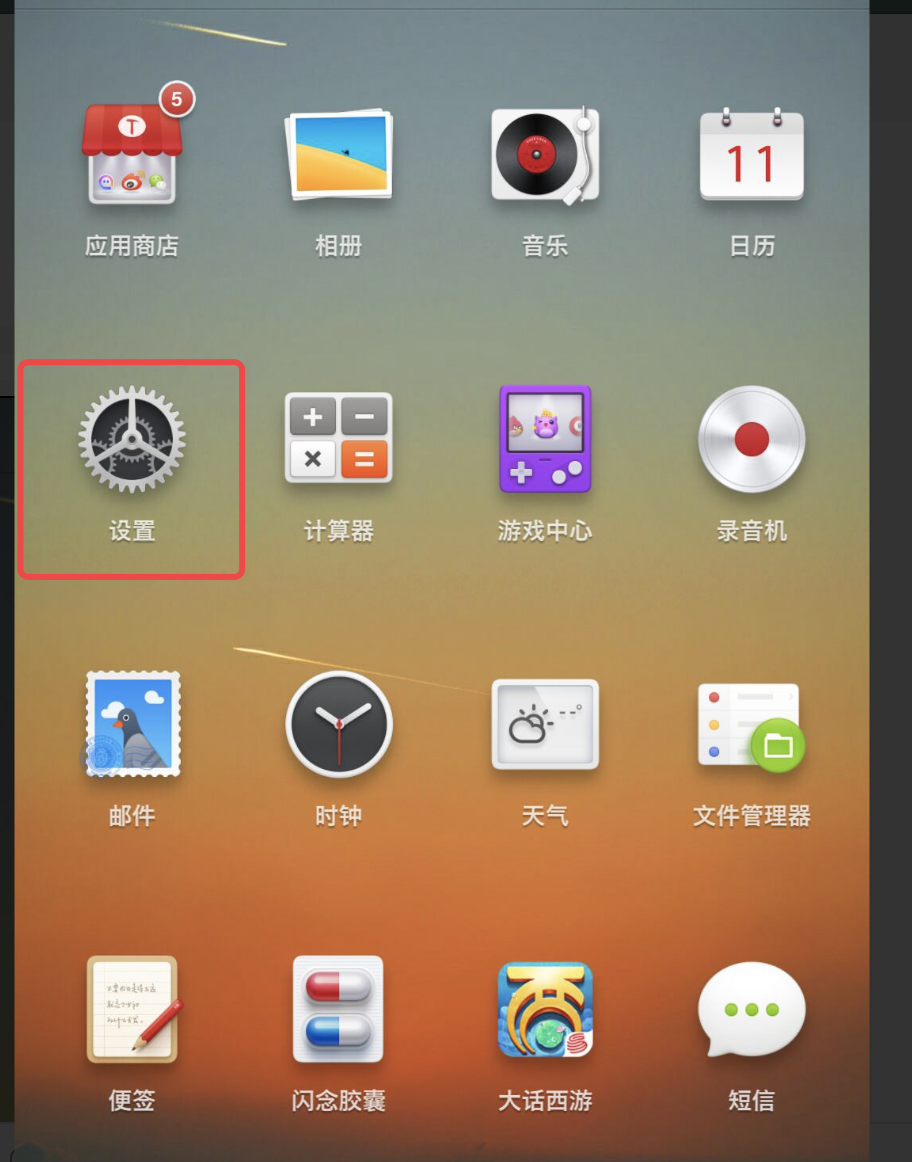 5
T
应用商店 相册 音乐 日历
11
设置 计算器 游戏中心 录音机
邮件 时钟 天气 文件管理器
便签 闪念胶囊 大话西游 短信